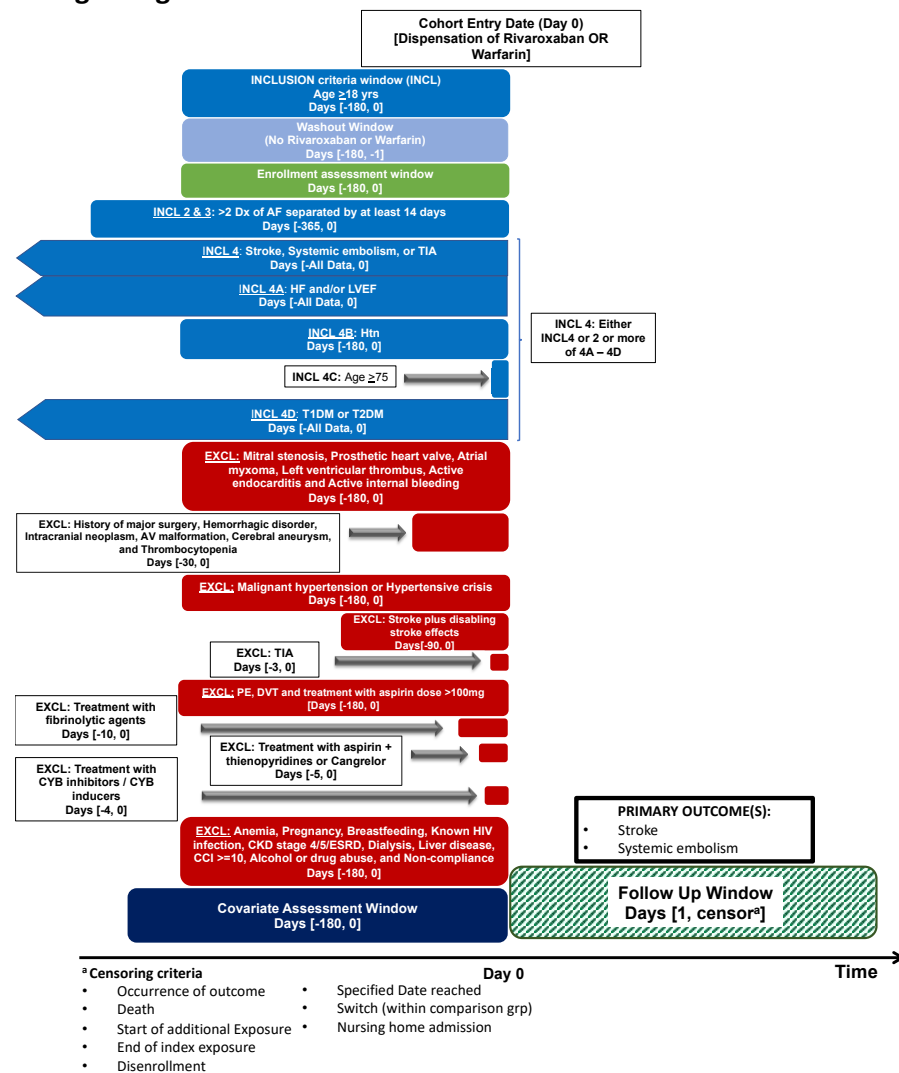 Cohort Entry Date (Day 0)
[Dispensation of Rivaroxaban OR
Warfarin]
INCLUSION criteria window (INCL)
Age ≥18 yrs
Days [-180, 0]
Washout Window
(No Rivaroxaban or Warfarin)
Days [-180, -1]
Enrollment assessment window
Days [-180, 0]
INCL 2 & 3: >2 Dx of AF separated by at least 14 days
Days [-365, 0]
INCL 4: Stroke, Systemic embolism, or TIA
Days [-All Data, 0]
INCL 4A: HF and/or LVEF
Days [-All Data, 0]
INCL 4B: Htn
Days [-180, 0]
INCL 4: Either
INCL4 or 2 or more
of 4A – 4D
INCL 4C: Age ≥75
INCL 4D: T1DM or T2DM
Days [-All Data, 0]
EXCL: Mitral stenosis, Prosthetic heart valve, Atrial
myxoma, Left ventricular thrombus, Active
endocarditis and Active internal bleeding
Days [-180, 0]
EXCL: History of major surgery, Hemorrhagic disorder,
Intracranial neoplasm, AV malformation, Cerebral aneurysm,
and Thrombocytopenia
Days [-30, 0]
EXCL: Malignant hypertension or Hypertensive crisis
Days [-180, 0]
EXCL: Stroke plus disabling
stroke effects
Days[-90, 0]
EXCL: TIA
Days [-3, 0]
EXCL: PE, DVT and treatment with aspirin dose >100mg
[Days [-180, 0]
EXCL: Treatment with
fibrinolytic agents
Days [-10, 0]
EXCL: Treatment with aspirin +
thienopyridines or Cangrelor
Days [-5, 0]
EXCL: Treatment with
CYB inhibitors / CYB
inducers
Days [-4, 0]
EXCL: Anemia, Pregnancy, Breastfeeding, Known HIV
infection, CKD stage 4/5/ESRD, Dialysis, Liver disease,
CCI >=10, Alcohol or drug abuse, and Non-compliance
Days [-180, 0]
PRIMARY OUTCOME(S):
• Stroke
• Systemic embolism
Covariate Assessment Window
Days [-180, 0]
Follow Up Window
Days [1, censorᵃ]
Day 0
Time
ᵃ Censoring criteria
• Occurrence of outcome
• Death
• Start of additional Exposure
• End of index exposure
• Disenrollment
• Specified Date reached
• Switch (within comparison grp)
• Nursing home admission